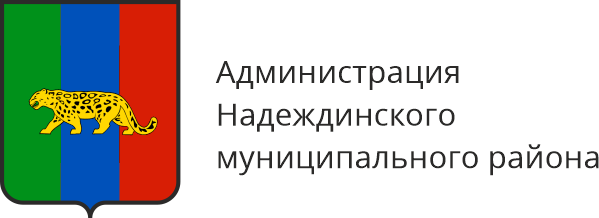 Администрация
Надеждинского
муниципального района